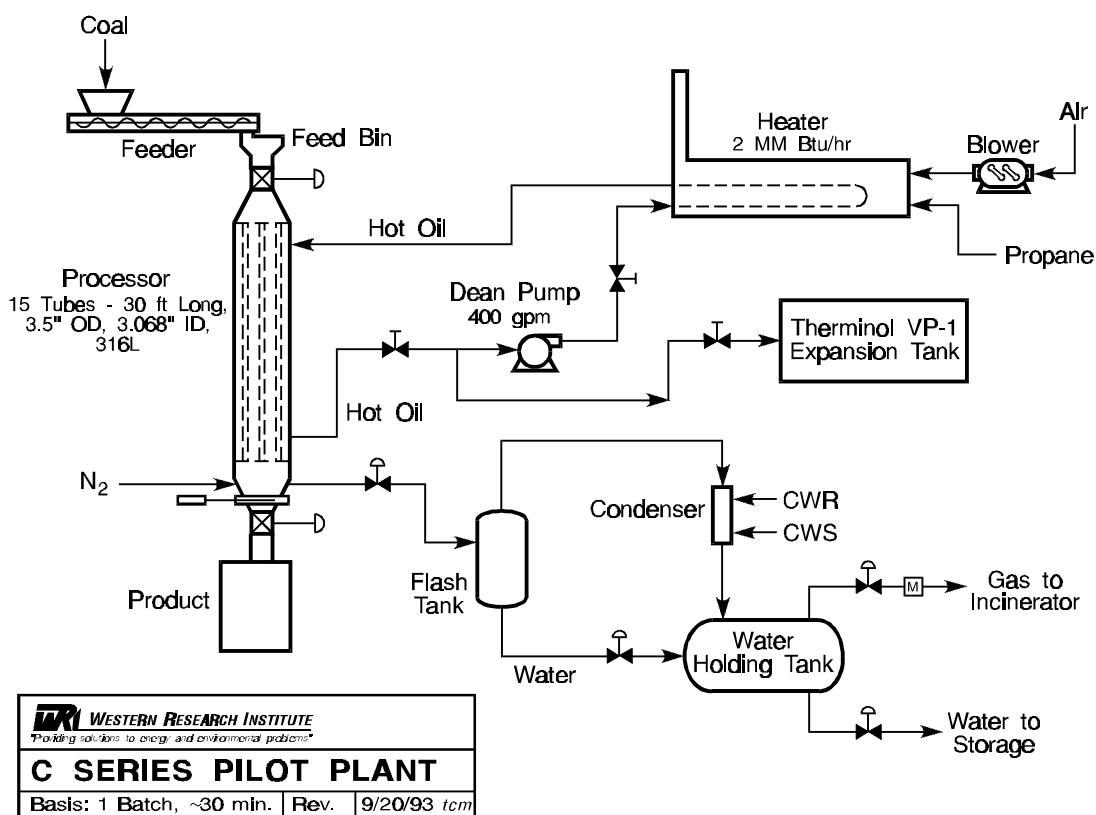 Coal
Feeder
Feed Bin
Heater
2 MM Btu/hr
Air
Blower
Propane
Hot Oil
Processor
15 Tubes - 30 ft Long,
3.5" OD, 3.068" ID,
316L
Dean Pump
400 gpm
Therminol VP-1
Expansion Tank
Hot Oil
N2
Condenser
CWR
CWS
Flash
Tank
Product
Gas to
Incinerator
M
Water
Holding Tank
Water
Water to
Storage
WRI WESTERN RESEARCH INSTITUTE
"Providing solutions to energy and environmental problems"
C SERIES PILOT PLANT
Basis: 1 Batch, ~30 min. Rev. 9/20/93 tcm